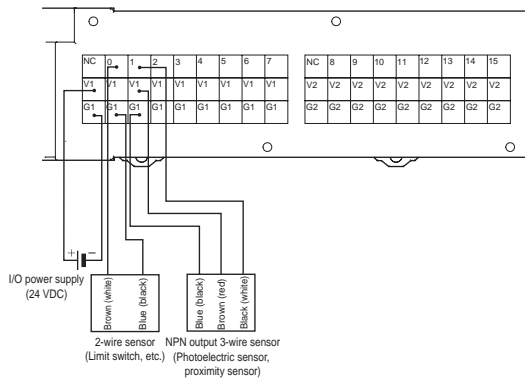 NC 0 1 2 3 4 5 6 7 NC 8 9 10 11 12 13 14 15
V1 V1 V1 V1 V1 V1 V1 V1 V1 V2 V2 V2 V2 V2 V2 V2 V2 V2
G1 G1 G1 G1 G1 G1 G1 G1 G1 G2 G2 G2 G2 G2 G2 G2 G2 G2
+ −
I/O power supply
(24 VDC)
Brown (white)
Blue (black)
Blue (black)
Brown (red)
Black (white)
2-wire sensor
(Limit switch, etc.)
NPN output 3-wire sensor
(Photoelectric sensor,
proximity sensor)